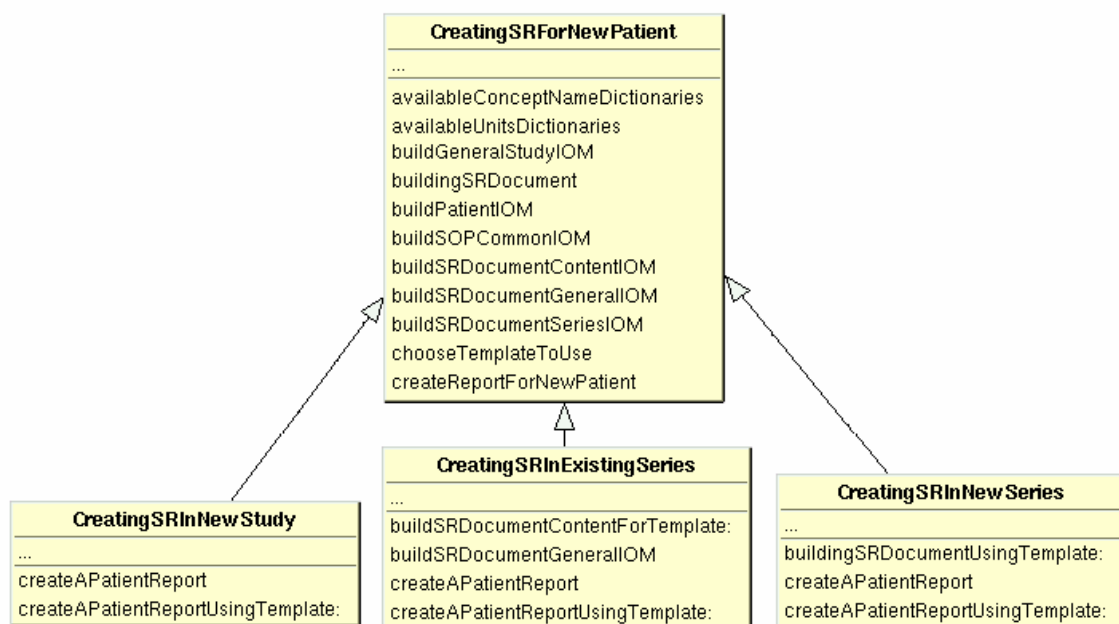 CreatingSRForNewPatient
...
availableConceptNameDictionaries
availableUnitsDictionaries
buildGeneralStudyIOM
buildingSRDocument
buildPatientIOM
buildSOPCommonIOM
buildSRDocumentContentIOM
buildSRDocumentGeneralIOM
buildSRDocumentSeriesIOM
chooseTemplateToUse
createReportForNewPatient
CreatingSRInNewStudy
...
createAPatientReport
createAPatientReportUsingTemplate:
CreatingSRInExistingSeries
...
buildSRDocumentContentForTemplate:
buildSRDocumentGeneralIOM
createAPatientReport
createAPatientReportUsingTemplate:
CreatingSRInNewSeries
...
buildingSRDocumentUsingTemplate:
createAPatientReport
createAPatientReportUsingTemplate: